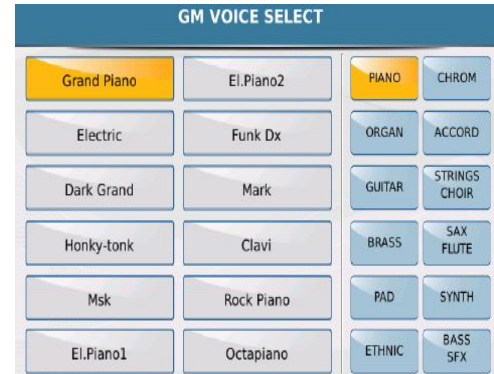 GM VOICE SELECT
Grand Piano
El.Piano2
PIANO
CHROM
Electric
Funk Dx
ORGAN
ACCORD
Dark Grand
Mark
GUITAR
STRINGS
CHOIR
Honky-tonk
Clavi
BRASS
SAX
FLUTE
Msk
Rock Piano
PAD
SYNTH
El.Piano1
Octapiano
ETHNIC
BASS
SFX